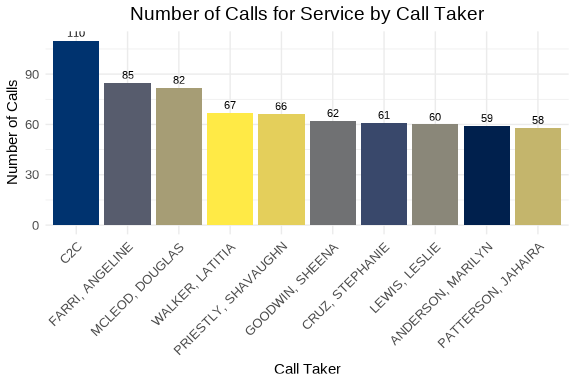 Number of Calls for Service by Call Taker
Number of Calls
90
60
30
0
110
85
82
67
66
62
61
60
59
58
C2C
FARRI, ANGELINE
MCLEOD, DOUGLAS
WALKER, LATITIA
PRIESTLY, SHAVAUGHN
GOODWIN, SHEENA
CRUZ, STEPHANIE
LEWIS, LESLIE
ANDERSON, MARILYN
PATTERSON, JAHAIRA
Call Taker